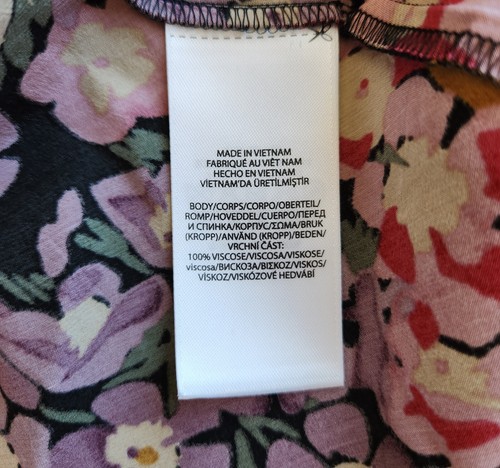 MADE IN VIETNAM
FABRIQUÉ AU VIÊT NAM
HECHO EN VIETNAM
VİETNAM'DA ÜRETİLMİŞTİR
BODY/CORPS/CORPO/OBERTEIL/
ROMP/HOVEDDEL/CUERPO/ПЕРЕД
И СПИНКА/КОРПУС/ΣΩΜΑ/BRUK
(KROPP)/ANVÄND (KROPP)/BEDEN/
VRCHNÍ ČÁST:
100% VISCOSE/VISCOSA/VISKOSE/
viscosa/ВИСКОЗА/ΒΙΣΚΟΖ/VISKOS/
VİSKOZ/VISKÓZOVÉ HEDVÁBÍ